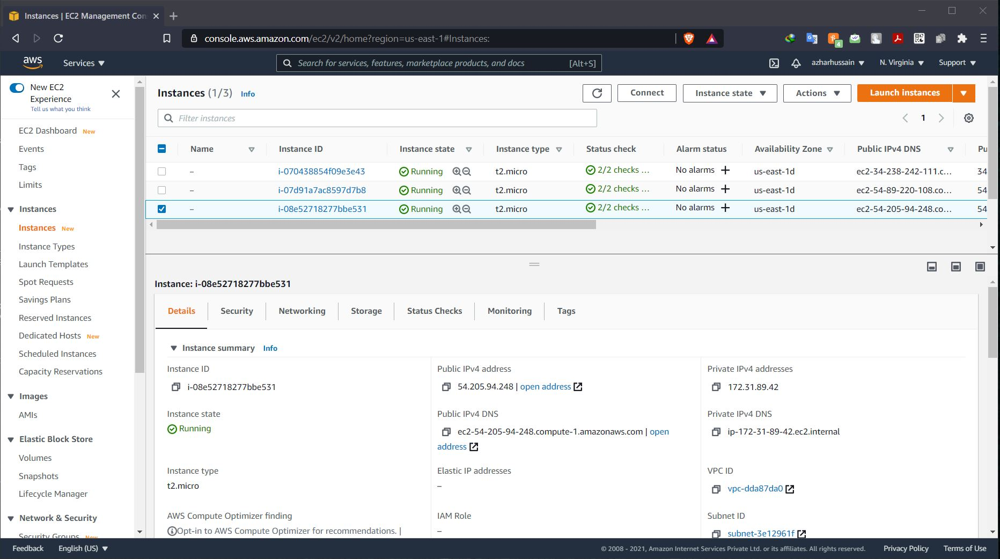 Instances | EC2 Management Con
console.aws.amazon.com/ec2/v2/home?region=us-east-1#Instances:
4
aws
Services
Search for services, features, marketplace products, and docs
[Alt+S]
azharhussain
N. Virginia
Support
New EC2
Experience
Tell us what you think
EC2 Dashboard New
Events
Tags
Limits
Instances
Instances New
Instance Types
Launch Templates
Spot Requests
Savings Plans
Reserved Instances
Dedicated Hosts New
Scheduled Instances
Capacity Reservations
Images
AMIs
Elastic Block Store
Volumes
Snapshots
Lifecycle Manager
Network & Security
Security Groups New
Instances (1/3) Info
Connect
Instance state
Actions
Launch instances
Filter instances
1
Name Instance ID Instance state Instance type Status check Alarm status Availability Zone Public IPv4 DNS Pu
– i-070438854f09e3e43 Running t2.micro 2/2 checks ... No alarms + us-east-1d ec2-34-238-242-111.c... 34
– i-07d91a7ac8597d7b8 Running t2.micro 2/2 checks ... No alarms + us-east-1d ec2-54-89-220-108.co... 54
– i-08e52718277bbe531 Running t2.micro 2/2 checks ... No alarms + us-east-1d ec2-54-205-94-248.co... 54
Instance: i-08e52718277bbe531
Details
Security
Networking
Storage
Status Checks
Monitoring
Tags
Instance summary Info
Instance ID
i-08e52718277bbe531
Public IPv4 address
54.205.94.248 | open address
Private IPv4 addresses
172.31.89.42
Instance state
Running
Public IPv4 DNS
ec2-54-205-94-248.compute-1.amazonaws.com | open
address
Private IPv4 DNS
ip-172-31-89-42.ec2.internal
Instance type
t2.micro
Elastic IP addresses
–
VPC ID
vpc-dda87da0
AWS Compute Optimizer finding
Opt-in to AWS Compute Optimizer for recommendations. |
IAM Role
–
Subnet ID
subnet-3e12961f
Feedback
English (US)
© 2008 - 2021, Amazon Internet Services Private Ltd. or its affiliates. All rights reserved.
Privacy Policy
Terms of Use